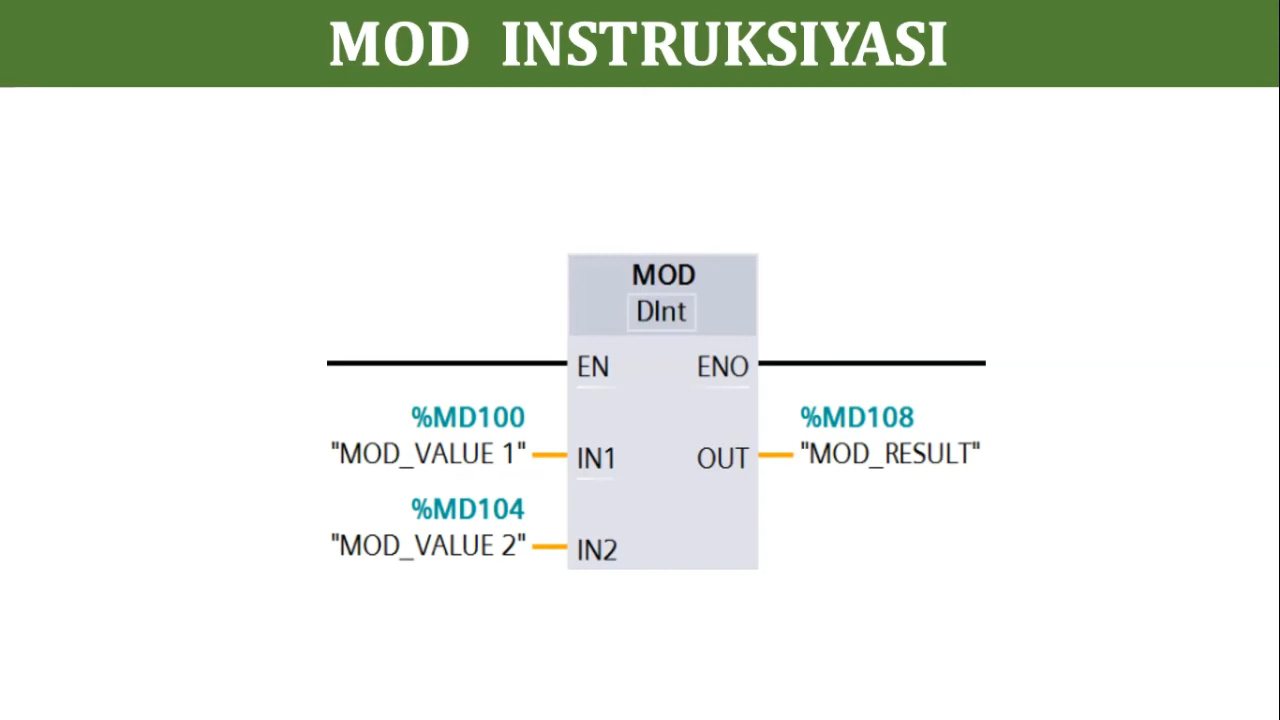 MOD INSTRUKSIYASI
MOD
DInt
EN ENO
%MD100
"MOD_VALUE 1" IN1
OUT
%MD108
"MOD_RESULT"
%MD104
"MOD_VALUE 2" IN2